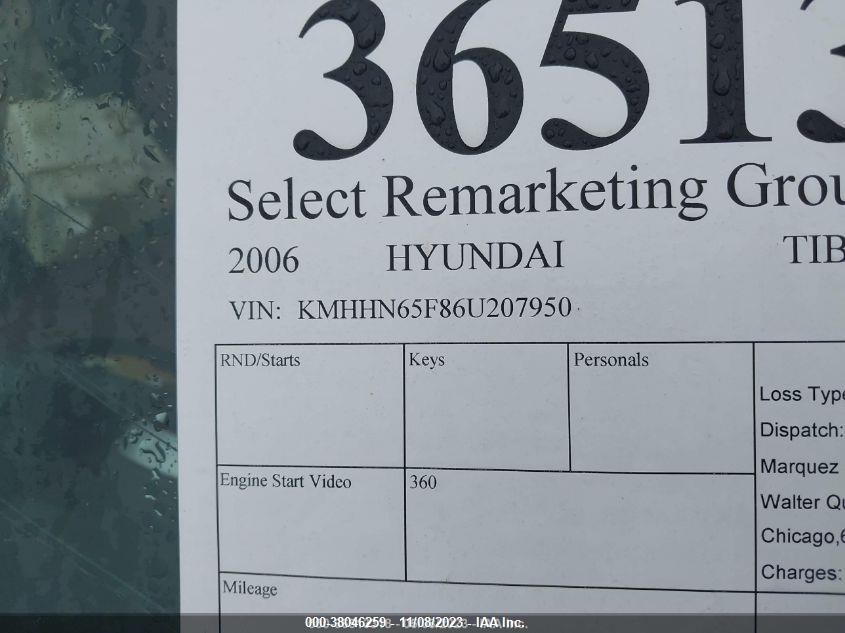 3651
Select Remarketing Grou
2006 HYUNDAI TIB
VIN: KMHHN65F86U207950
RND/Starts Keys Personals
Loss Type
Dispatch:
Marquez
Engine Start Video 360
Walter Qu
Chicago,6
Charges:
Mileage
000-38046259 - 11/08/2023 - IAA Inc.